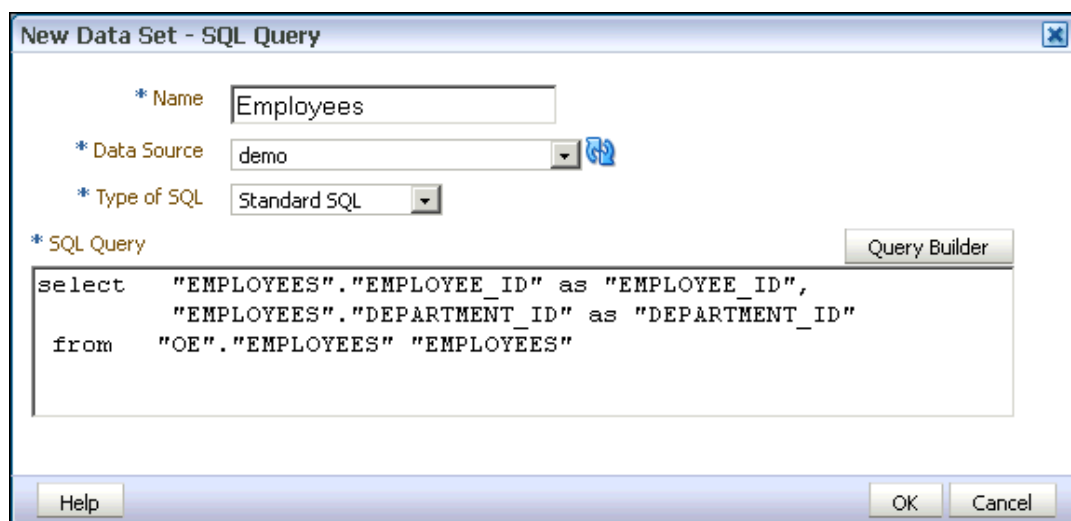 New Data Set - SQL Query
* Name Employees
* Data Source demo
* Type of SQL Standard SQL
* SQL Query Query Builder
select "EMPLOYEES"."EMPLOYEE_ID" as "EMPLOYEE_ID",
"EMPLOYEES"."DEPARTMENT_ID" as "DEPARTMENT_ID"
from "OE"."EMPLOYEES" "EMPLOYEES"
Help OK Cancel